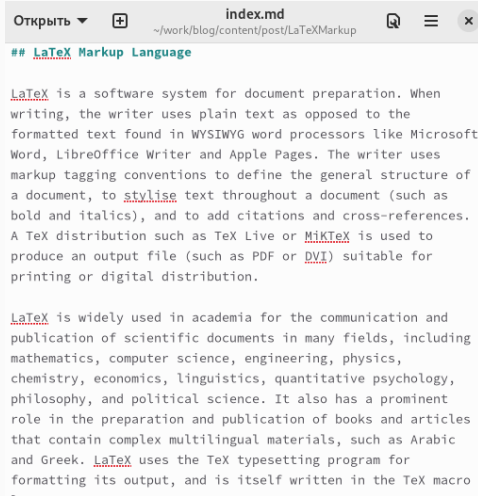 Открыть
index.md
~/work/blog/content/post/LaTeXMarkup
## LaTeX Markup Language
LaTeX is a software system for document preparation. When
writing, the writer uses plain text as opposed to the
formatted text found in WYSIWYG word processors like Microsoft
Word, LibreOffice Writer and Apple Pages. The writer uses
markup tagging conventions to define the general structure of
a document, to stylise text throughout a document (such as
bold and italics), and to add citations and cross-references.
A TeX distribution such as TeX Live or MiKTeX is used to
produce an output file (such as PDF or DVI) suitable for
printing or digital distribution.
LaTeX is widely used in academia for the communication and
publication of scientific documents in many fields, including
mathematics, computer science, engineering, physics,
chemistry, economics, linguistics, quantitative psychology,
philosophy, and political science. It also has a prominent
role in the preparation and publication of books and articles
that contain complex multilingual materials, such as Arabic
and Greek. LaTeX uses the TeX typesetting program for
formatting its output, and is itself written in the TeX macro